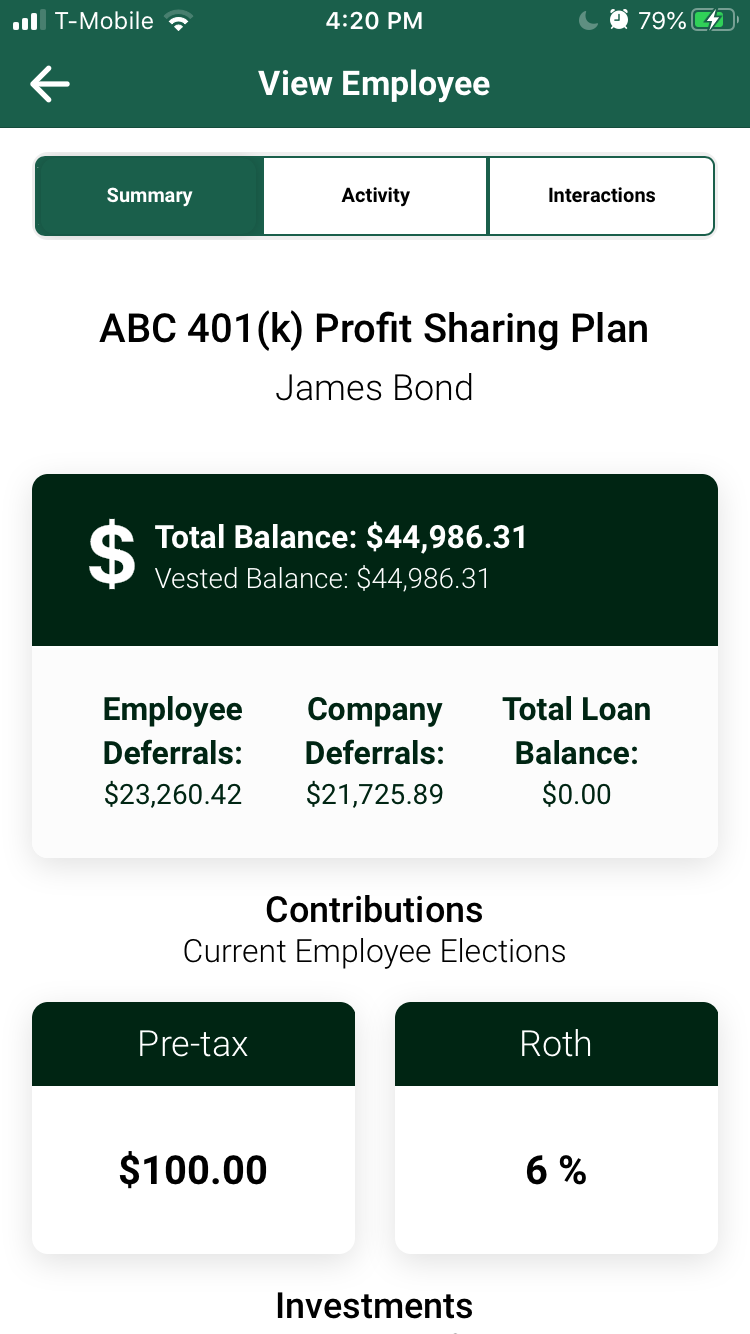 T-Mobile 4:20 PM 79%
View Employee
Summary Activity Interactions
ABC 401(k) Profit Sharing Plan
James Bond
$ Total Balance: $44,986.31
Vested Balance: $44,986.31
Employee Company Total Loan
Deferrals: Deferrals: Balance:
$23,260.42 $21,725.89 $0.00
Contributions
Current Employee Elections
Pre-tax Roth
$100.00 6 %
Investments